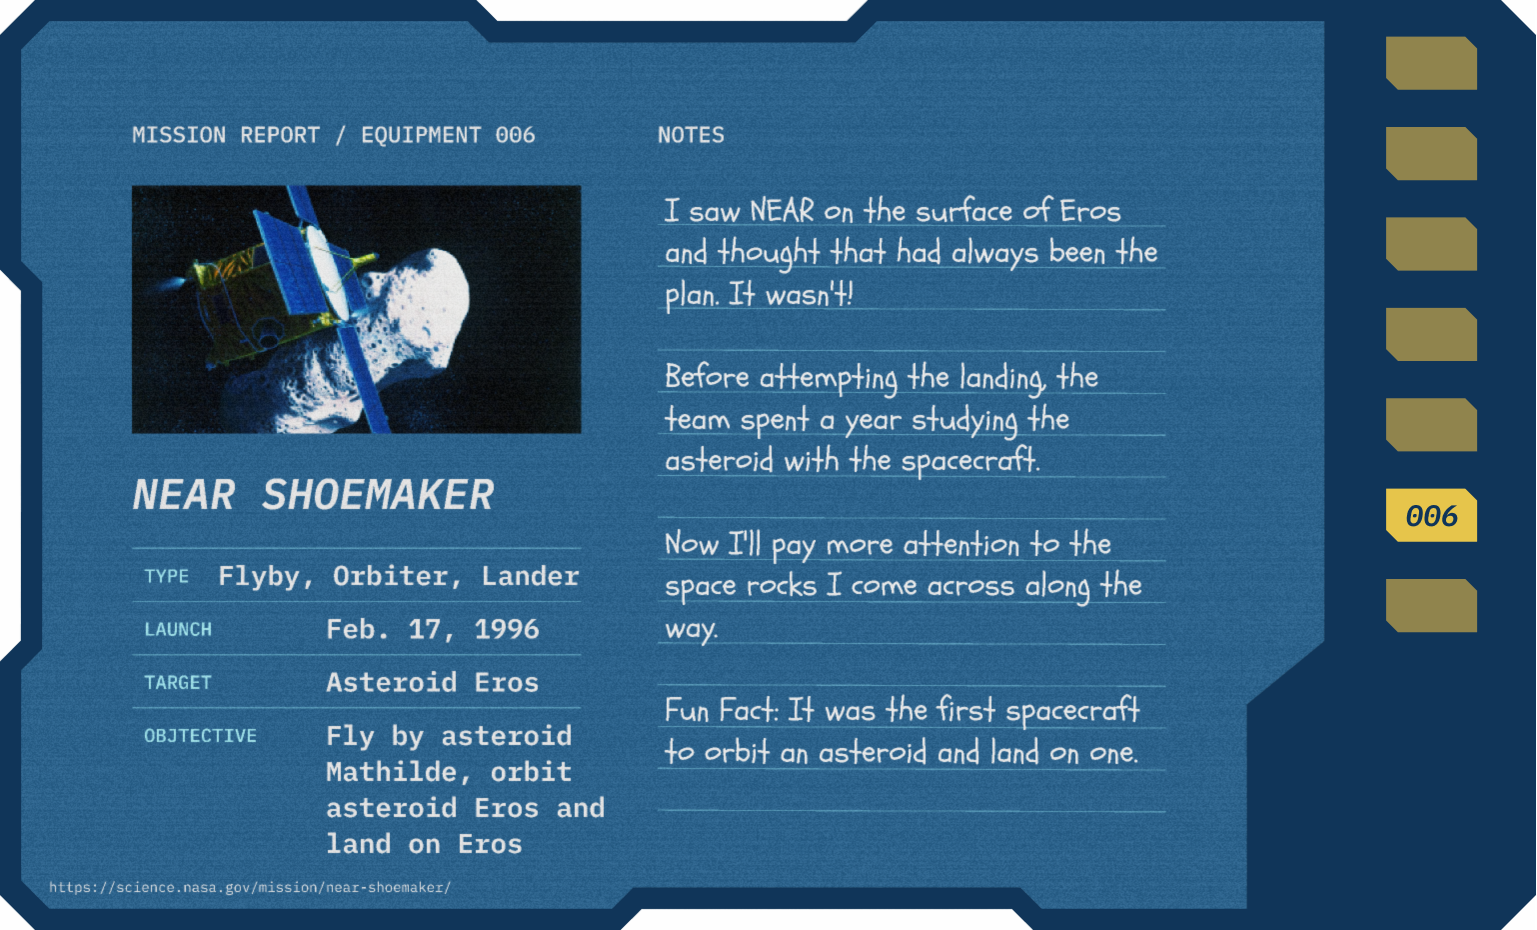 MISSION REPORT / EQUIPMENT 006
NEAR SHOEMAKER
TYPE Flyby, Orbiter, Lander
LAUNCH Feb. 17, 1996
TARGET Asteroid Eros
OBJTECTIVE Fly by asteroid
Mathilde, orbit
asteroid Eros and
land on Eros
https://science.nasa.gov/mission/near-shoemaker/
NOTES
I saw NEAR on the surface of Eros
and thought that had always been the
plan. It wasn't!
Before attempting the landing, the
team spent a year studying the
asteroid with the spacecraft.
Now I'll pay more attention to the
space rocks I come across along the
way.
Fun Fact: It was the first spacecraft
to orbit an asteroid and land on one.
006